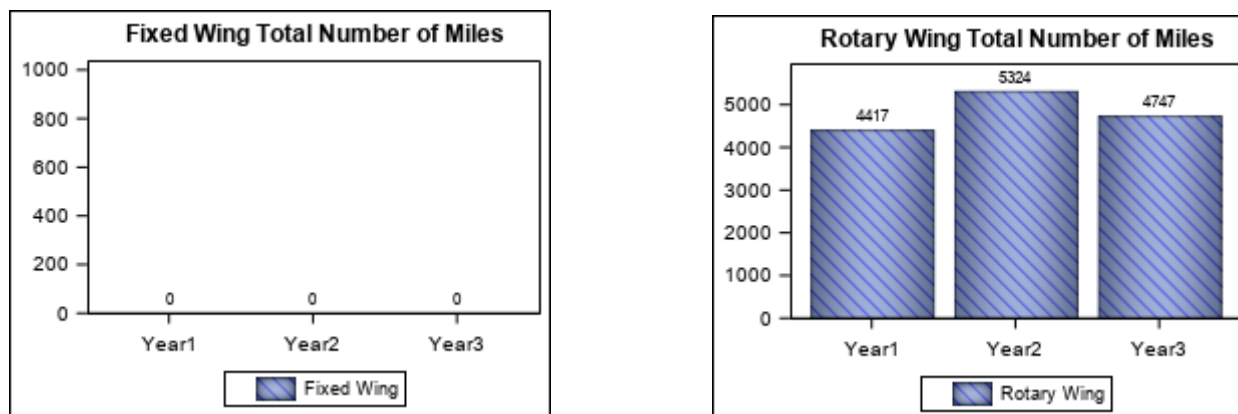 Fixed Wing Total Number of Miles
1000
800
600
400
200
0
0 0 0
Year1 Year2 Year3
Fixed Wing
Rotary Wing Total Number of Miles
5324
4747
4417
5000
4000
3000
2000
1000
0
Year1 Year2 Year3
Rotary Wing